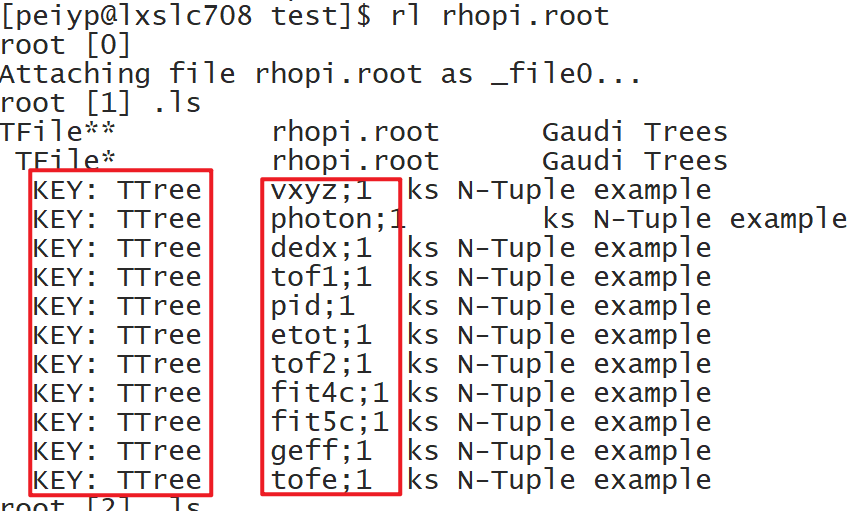 [peiyp@lxslc708 test]$ rl rhopi.root
root [0]
Attaching file rhopi.root as _file0...
root [1] .ls
TFile** rhopi.root Gaudi Trees
TFile* rhopi.root Gaudi Trees
KEY: TTree vxyz;1 ks N-Tuple example
KEY: TTree photon;1 ks N-Tuple example
KEY: TTree dedx;1 ks N-Tuple example
KEY: TTree tof1;1 ks N-Tuple example
KEY: TTree pid;1 ks N-Tuple example
KEY: TTree etot;1 ks N-Tuple example
KEY: TTree tof2;1 ks N-Tuple example
KEY: TTree fit4c;1 ks N-Tuple example
KEY: TTree fit5c;1 ks N-Tuple example
KEY: TTree geff;1 ks N-Tuple example
KEY: TTree tofe;1 ks N-Tuple example
root [2] .ls